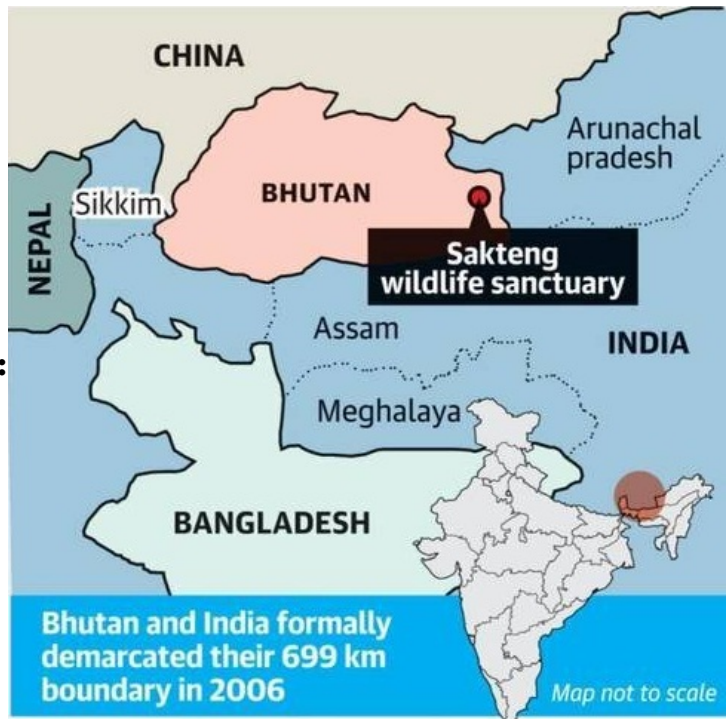 CHINA
Arunachal
pradesh
Sikkim
BHUTAN
NEPAL
Sakteng
wildlife sanctuary
Assam
INDIA
:
Meghalaya
BANGLADESH
Bhutan and India formally
demarcated their 699 km
boundary in 2006
Map not to scale